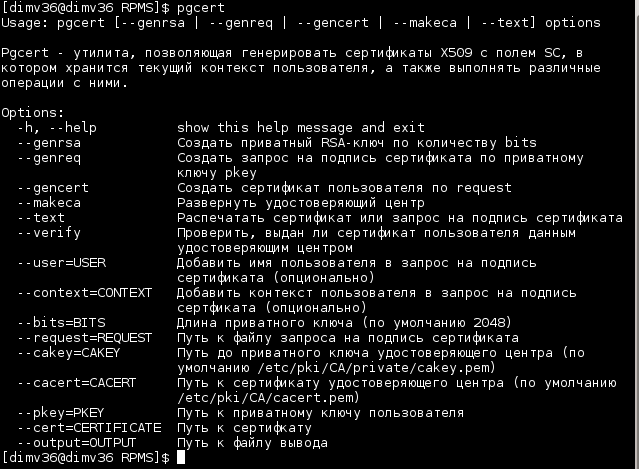 [dimv36@dimv36 RPMS]$ pgcert
Usage: pgcert [--genrsa | --genreq | --gencert | --makeca | --text] options
Pgcert - утилита, позволяющая генерировать сертификаты X509 с полем SC, в
котором хранится текущий контекст пользователя, а также выполнять различные
операции с ними.
Options:
-h, --help show this help message and exit
--genrsa Создать приватный RSA-ключ по количеству bits
--genreq Создать запрос на подпись сертификата по приватному
ключу pkey
--gencert Создать сертификат пользователя по request
--makeca Развернуть удостоверяющий центр
--text Распечатать сертификат или запрос на подпись сертификата
--verify Проверить, выдан ли сертификат пользователя данным
удостоверяющим центром
--user=USER Добавить имя пользователя в запрос на подпись
сертификата (опционально)
--context=CONTEXT Добавить контекст пользователя в запрос на подпись
сертфиката (опционально)
--bits=BITS Длина приватного ключа (по умолчанию 2048)
--request=REQUEST Путь к файлу запроса на подпись сертификата
--cakey=CAKEY Путь до приватного ключа удостоверяющего центра (по
умолчанию /etc/pki/CA/private/cakey.pem)
--cacert=CACERT Путь к сертификату удостоверяющего центра (по умолчанию
/etc/pki/CA/cacert.pem)
--pkey=PKEY Путь к приватному ключу пользователя
--cert=CERTIFICATE Путь к сертифкату
--output=OUTPUT Путь к файлу вывода
[dimv36@dimv36 RPMS]$